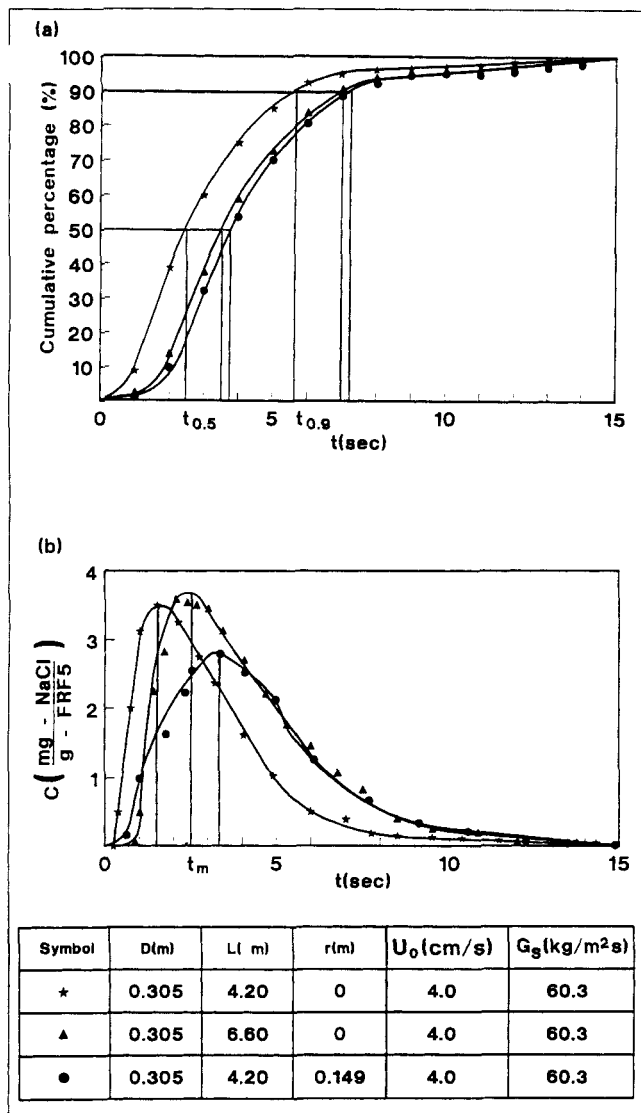 (a)
Cumulative percentage (%)
100
90
80
70
60
50
40
30
20
10
0 t0.5 5 t0.9 10 15
t(sec)
(b)
C ( mg - NaCl / g - FRF5 )
4
3
2
1
0 tm 5 10 15
t(sec)
Symbol D(m) L( m) r(m) U0(cm/s) Gs(kg/m²s)
★ 0.305 4.20 0 4.0 60.3
▲ 0.305 6.60 0 4.0 60.3
● 0.305 4.20 0.149 4.0 60.3